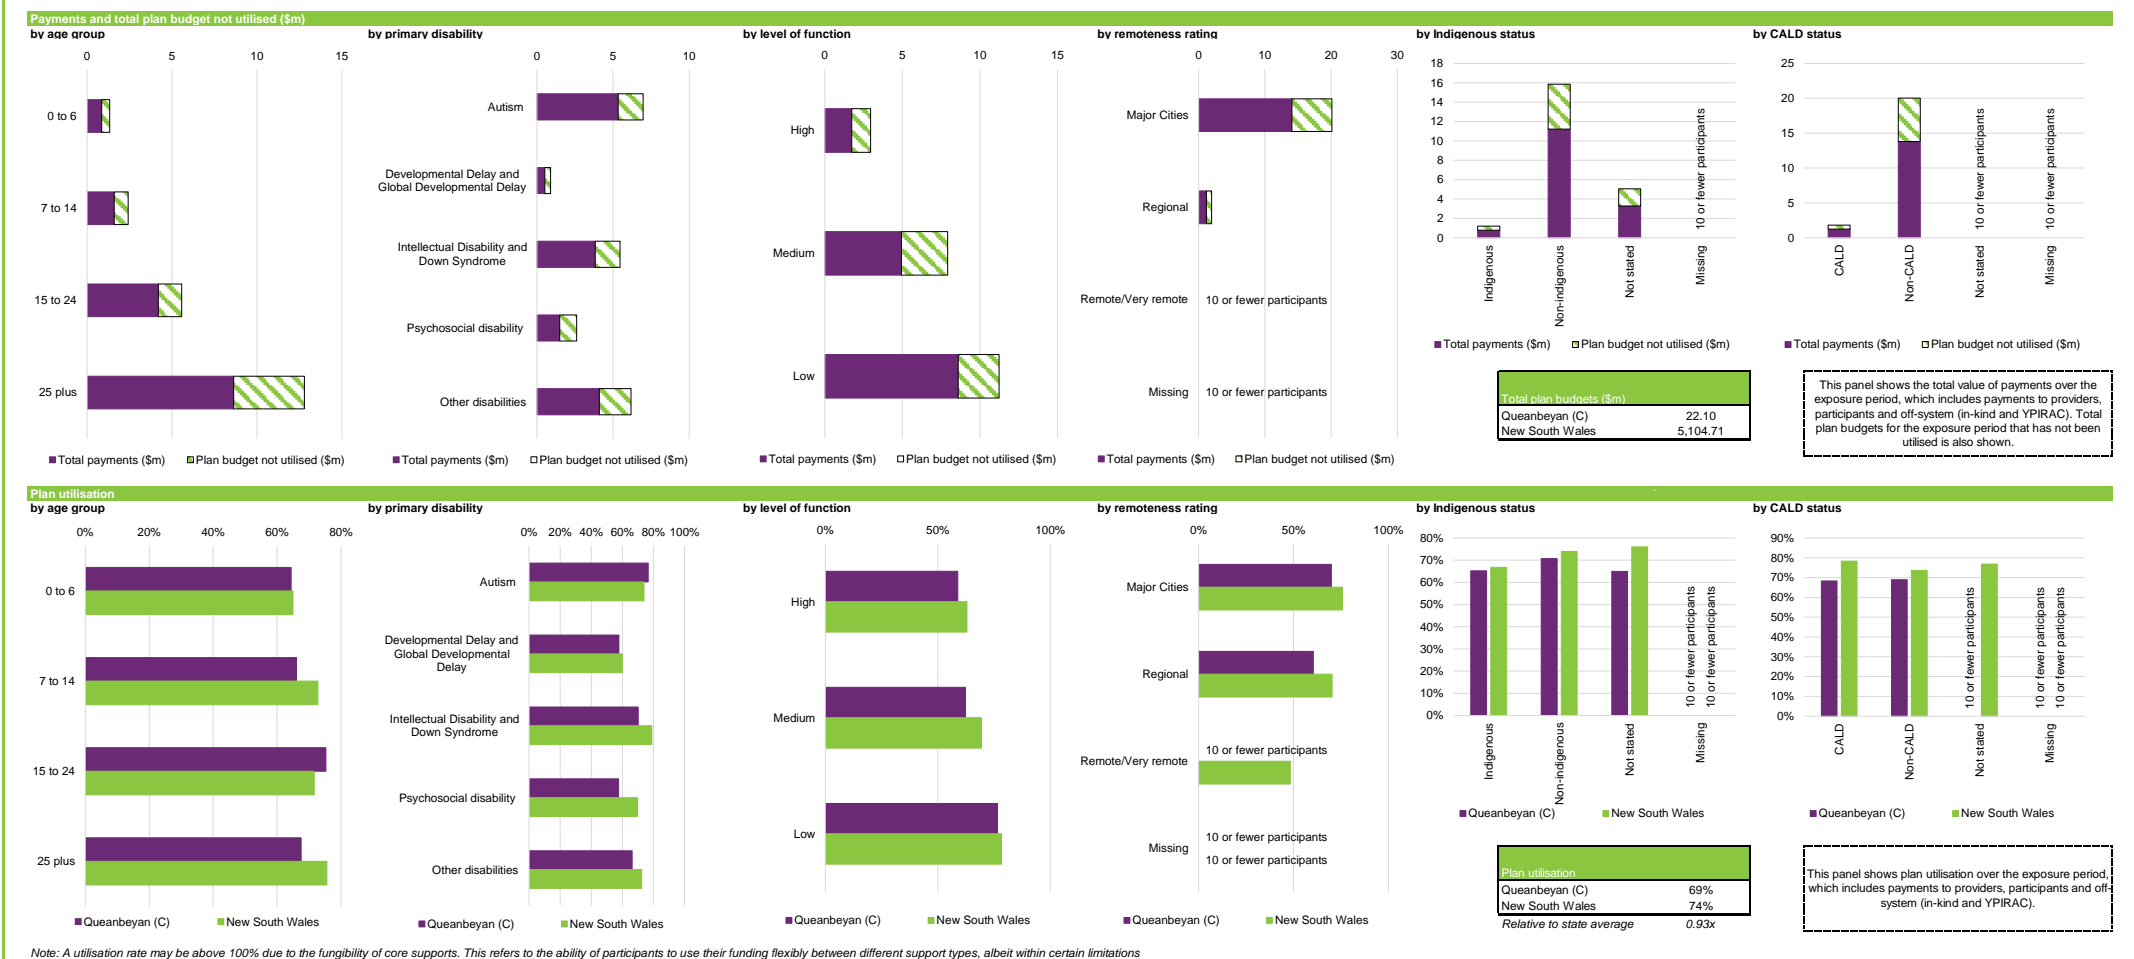 Payments and total plan budget not utilised ($m)
by age group
0 5 10 15
0 to 6
7 to 14
15 to 24
25 plus
Total payments ($m) Plan budget not utilised ($m)
by primary disability
0 5 10
Autism
Developmental Delay and
Global Developmental Delay
Intellectual Disability and
Down Syndrome
Psychosocial disability
Other disabilities
Total payments ($m) Plan budget not utilised ($m)
by level of function
0 5 10 15
High
Medium
Low
Total payments ($m) Plan budget not utilised ($m)
by remoteness rating
0 10 20 30
Major Cities
Regional
Remote/Very remote 10 or fewer participants
Missing 10 or fewer participants
Total payments ($m) Plan budget not utilised ($m)
by Indigenous status
18
16
14
12
10
8
6
4
2
0
10 or fewer participants
Indigenous
Non-indigenous
Not stated
Missing
Total payments ($m) Plan budget not utilised ($m)
by CALD status
25
20
15
10
5
0
10 or fewer participants
10 or fewer participants
CALD
Non-CALD
Not stated
Missing
Total payments ($m) Plan budget not utilised ($m)
Total plan budgets ($m)
Queanbeyan (C) 22.10
New South Wales 5,104.71
This panel shows the total value of payments over the
exposure period, which includes payments to providers,
participants and off-system (in-kind and YPIRAC). Total
plan budgets for the exposure period that has not been
utilised is also shown.
Plan utilisation
by age group
0% 20% 40% 60% 80%
0 to 6
7 to 14
15 to 24
25 plus
Queanbeyan (C) New South Wales
by primary disability
0% 20% 40% 60% 80% 100%
Autism
Developmental Delay and
Global Developmental
Delay
Intellectual Disability and
Down Syndrome
Psychosocial disability
Other disabilities
Queanbeyan (C) New South Wales
by level of function
0% 50% 100%
High
Medium
Low
Queanbeyan (C) New South Wales
by remoteness rating
0% 50% 100%
Major Cities
Regional
10 or fewer participants
Remote/Very remote
10 or fewer participants
Missing
10 or fewer participants
Queanbeyan (C) New South Wales
by Indigenous status
80%
70%
60%
50%
40%
30%
20%
10%
0%
10 or fewer participants
10 or fewer participants
Indigenous
Non-indigenous
Not stated
Missing
Queanbeyan (C) New South Wales
by CALD status
90%
80%
70%
60%
50%
40%
30%
20%
10%
0%
10 or fewer participants
10 or fewer participants
10 or fewer participants
CALD
Non-CALD
Not stated
Missing
Queanbeyan (C) New South Wales
Plan utilisation
Queanbeyan (C) 69%
New South Wales 74%
Relative to state average 0.93x
This panel shows plan utilisation over the exposure period,
which includes payments to providers, participants and off-
system (in-kind and YPIRAC).
Note: A utilisation rate may be above 100% due to the fungibility of core supports. This refers to the ability of participants to use their funding flexibly between different support types, albeit within certain limitations